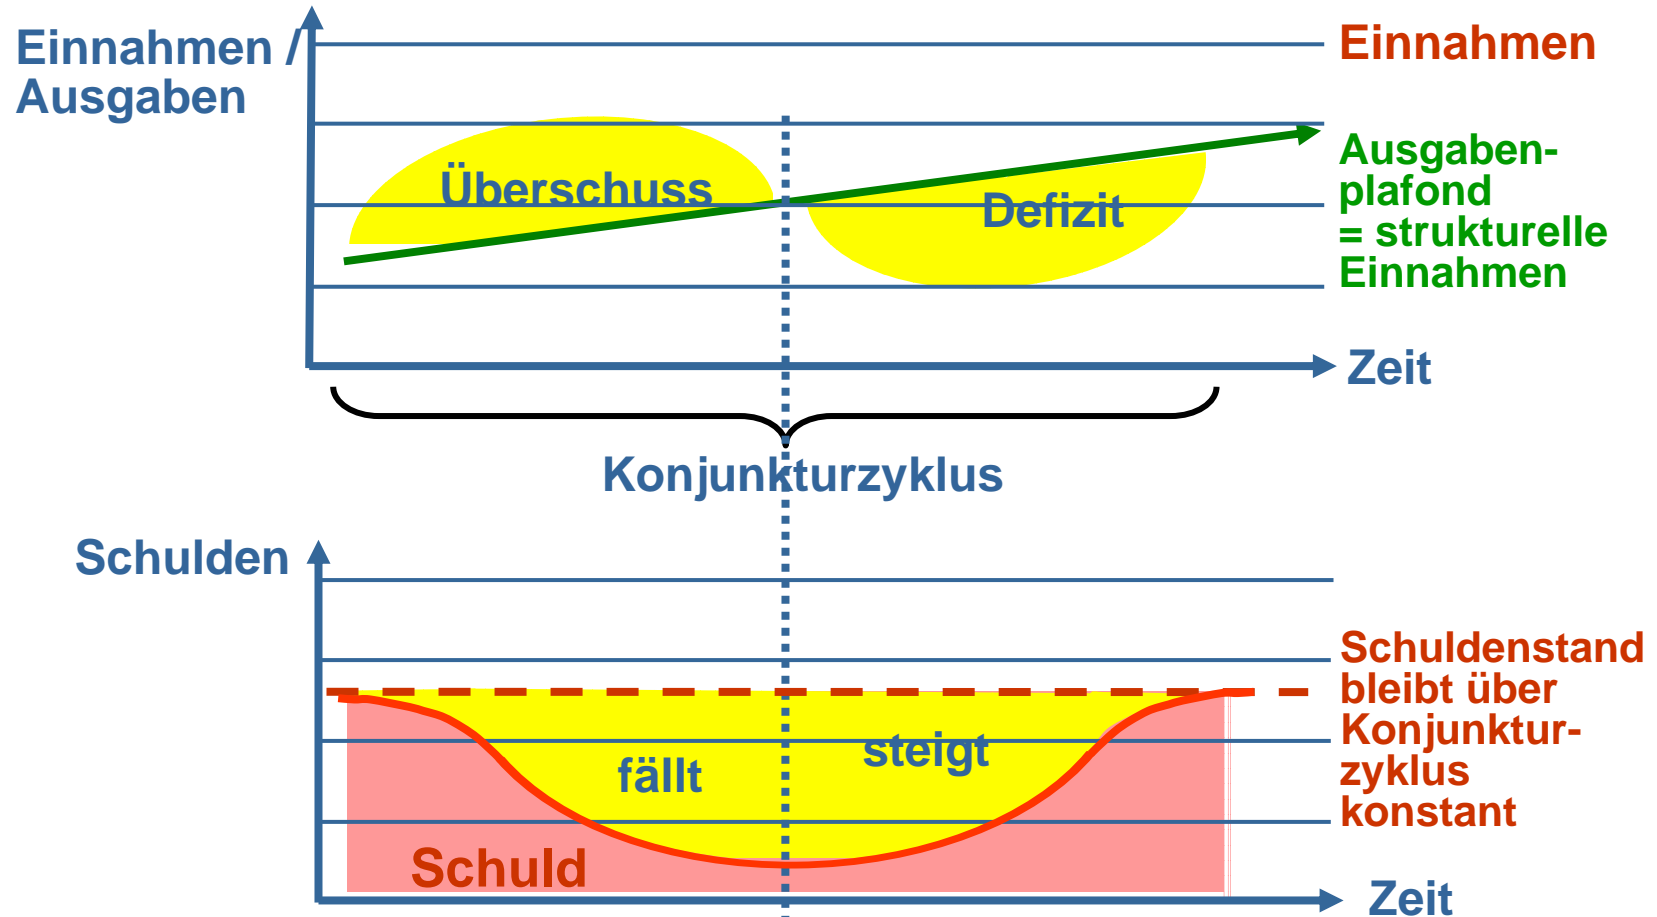 Einnahmen /
Ausgaben
Einnahmen
Überschuss
Defizit
Ausgaben-
plafond
= strukturelle
Einnahmen
Zeit
Konjunkturzyklus
Schulden
Schuldenstand
bleibt über
Konjunktur-
zyklus
konstant
fällt
steigt
Schuld
Zeit